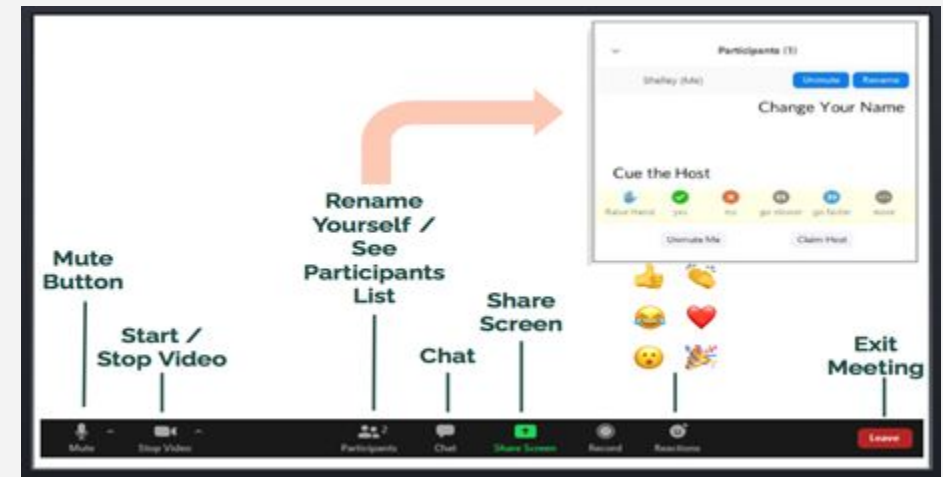 Participants (1)
Shelley (Me)
Unmute
Rename
Change Your Name
Cue the Host
Raise Hand
yes
no
go slower
go faster
more
Unmute Me
Claim Host
Rename
Yourself /
See
Participants
List
Mute
Button
Start /
Stop Video
Chat
Share
Screen
Exit
Meeting
Mute
Stop Video
2
Participants
Chat
Share Screen
Record
Reactions
Leave